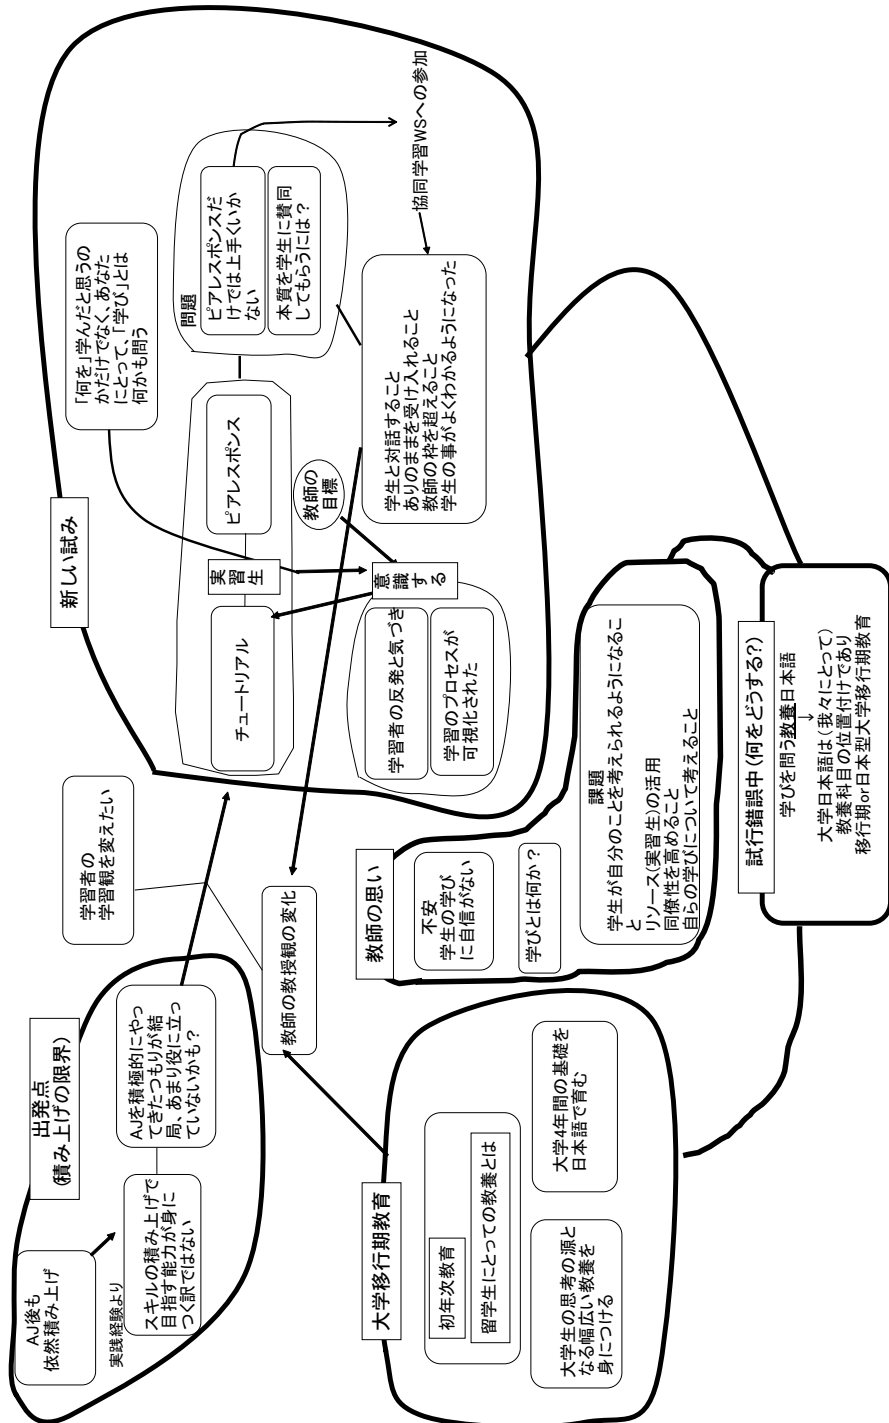 出発点
(積み上げの限界)
AJ後も
依然積み上げ
実践経験より
スキルの積み上げで
目指す能力が身に
つく訳ではない
AJを積極的にやっ
てきたつもりが結
局、あまり役に立っ
ていないかも？
学習者の
学習観を変えたい
教師の教授観の変化
新しい試み
「何を」学んだと思うの
かだけでなく、あなた
にとって、「学び」とは
何かも問う
チュートリアル
実習
生
ピアレスポンス
問題
ピアレスポンスだ
けでは上手くいか
ない
本質を学生に賛同
してもらうには？
協同学習WSへの参加
教師の
目標
意識
する
学習者の反発と気づき
学習のプロセスが
可視化された
学生と対話すること
ありのままを受け入れること
教師の枠を超えること
学生の事がよくわかるようになった
大学移行期教育
初年次教育
留学生にとっての教養とは
大学生の思考の源と
なる幅広い教養を
身につける
大学4年間の基礎を
日本語で育む
教師の思い
不安
学生の学び
に自信がない
学びとは何か？
課題
学生が自分のことを考えられるようになるこ
と
リソース(実習生)の活用
同僚性を高めること
自らの学びについて考えること
試行錯誤中(何をどうする?)
学びを問う教養日本語
→
大学日本語は(我々にとって)
教養科目の位置付けであり
移行期or日本型大学移行期教育